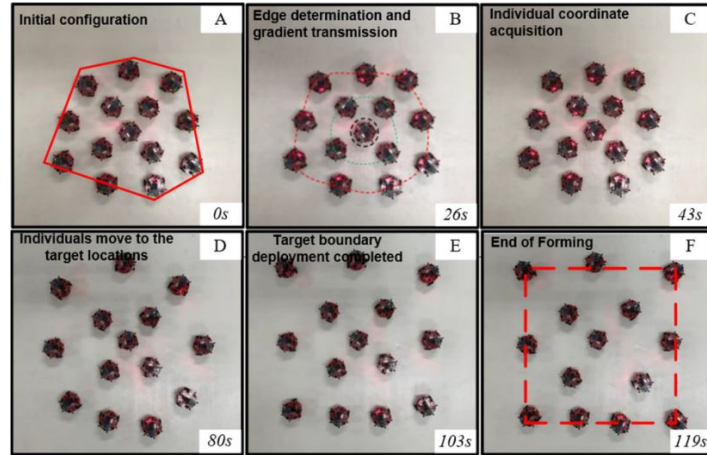 Initial configuration
A
0s
Edge determination and
gradient transmission
B
26s
Individual coordinate
acquisition
C
43s
Individuals move to the
target locations
D
80s
Target boundary
deployment completed
E
103s
End of Forming
F
119s